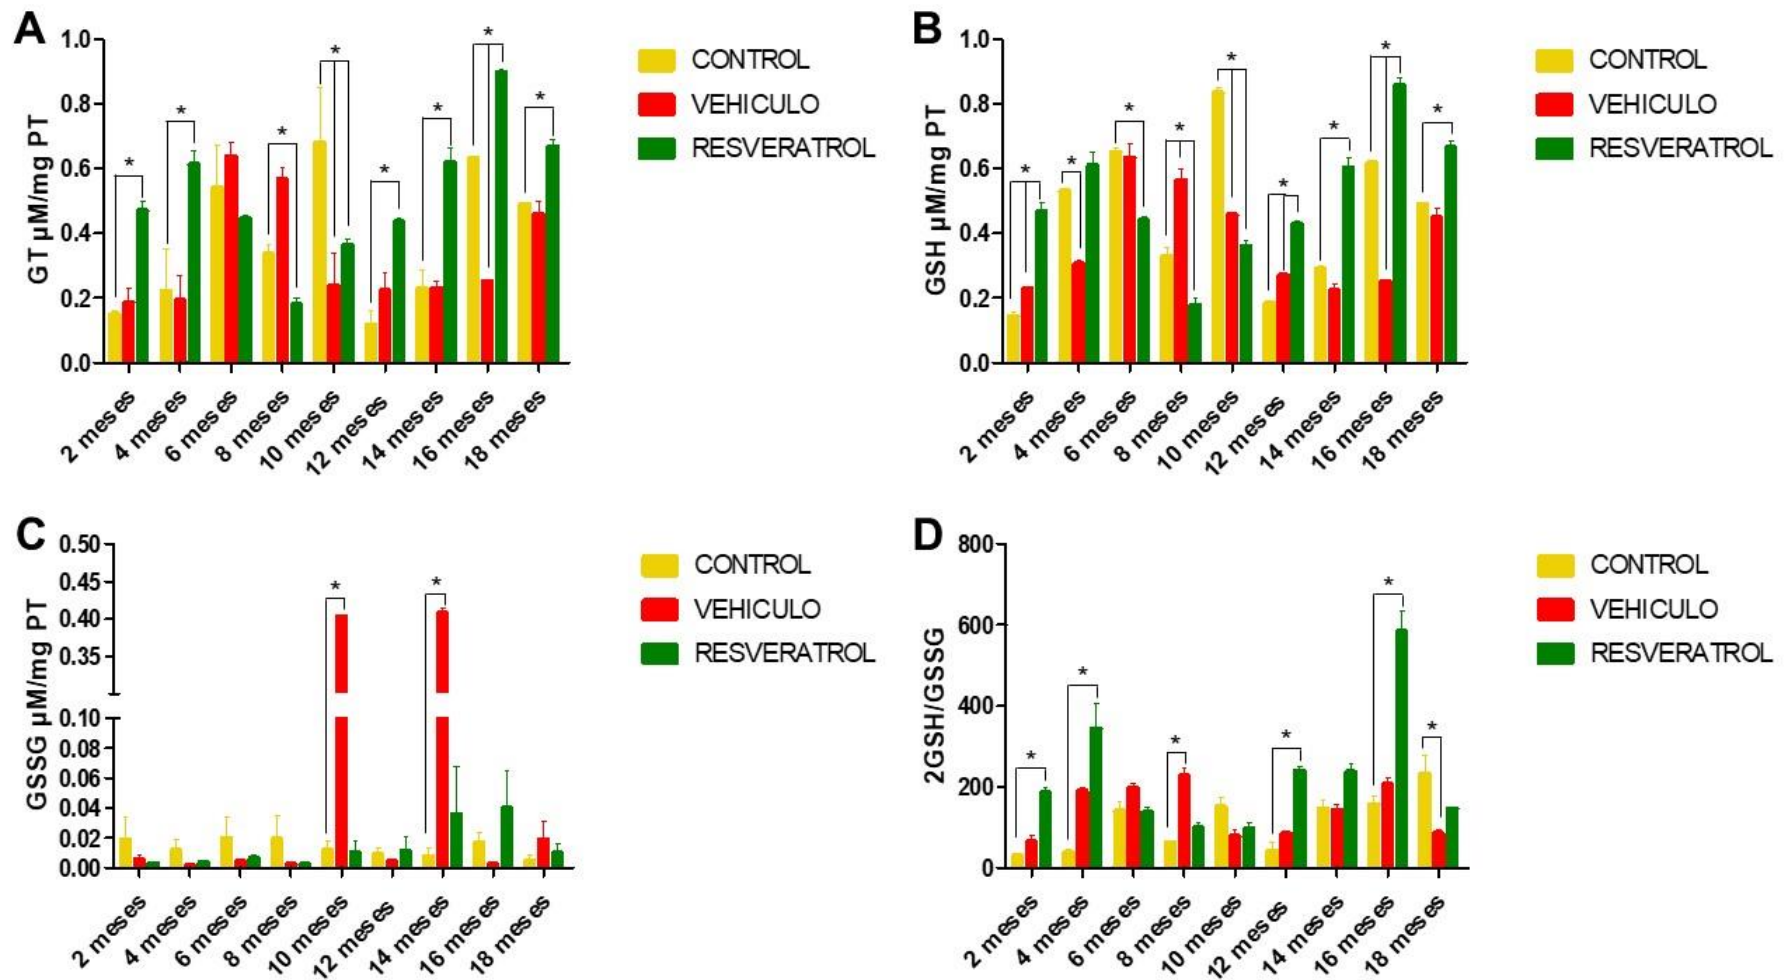 A
GT µM/mg PT
1.0
0.8
0.6
0.4
0.2
0.0
* * * * * * * *
2 meses
4 meses
6 meses
8 meses
10 meses
12 meses
14 meses
16 meses
18 meses
CONTROL
VEHICULO
RESVERATROL
B
GSH µM/mg PT
1.0
0.8
0.6
0.4
0.2
0.0
* * * * * * * * *
2 meses
4 meses
6 meses
8 meses
10 meses
12 meses
14 meses
16 meses
18 meses
CONTROL
VEHICULO
RESVERATROL
C
GSSG µM/mg PT
0.50
0.45
0.40
0.35
0.10
0.08
0.06
0.04
0.02
0.00
* *
2 meses
4 meses
6 meses
8 meses
10 meses
12 meses
14 meses
16 meses
18 meses
CONTROL
VEHICULO
RESVERATROL
D
2GSH/GSSG
800
600
400
200
0
* * * * * *
2 meses
4 meses
6 meses
8 meses
10 meses
12 meses
14 meses
16 meses
18 meses
CONTROL
VEHICULO
RESVERATROL